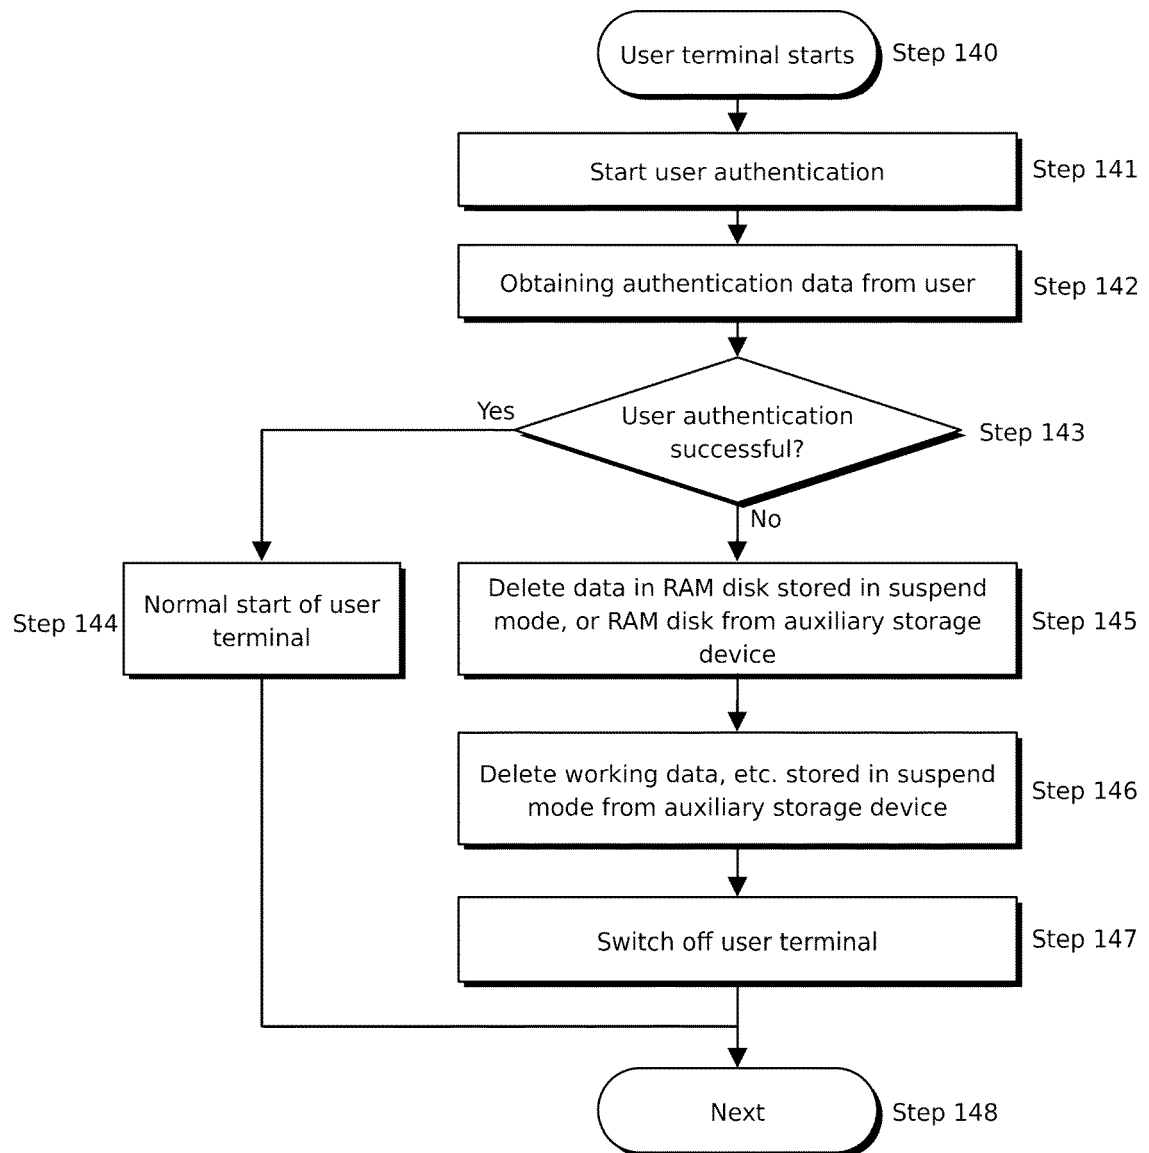 User terminal starts
Step 140
Start user authentication
Step 141
Obtaining authentication data from user
Step 142
Yes
User authentication
successful?
Step 143
No
Step 144
Normal start of user
terminal
Delete data in RAM disk stored in suspend
mode, or RAM disk from auxiliary storage
device
Step 145
Delete working data, etc. stored in suspend
mode from auxiliary storage device
Step 146
Switch off user terminal
Step 147
Next
Step 148